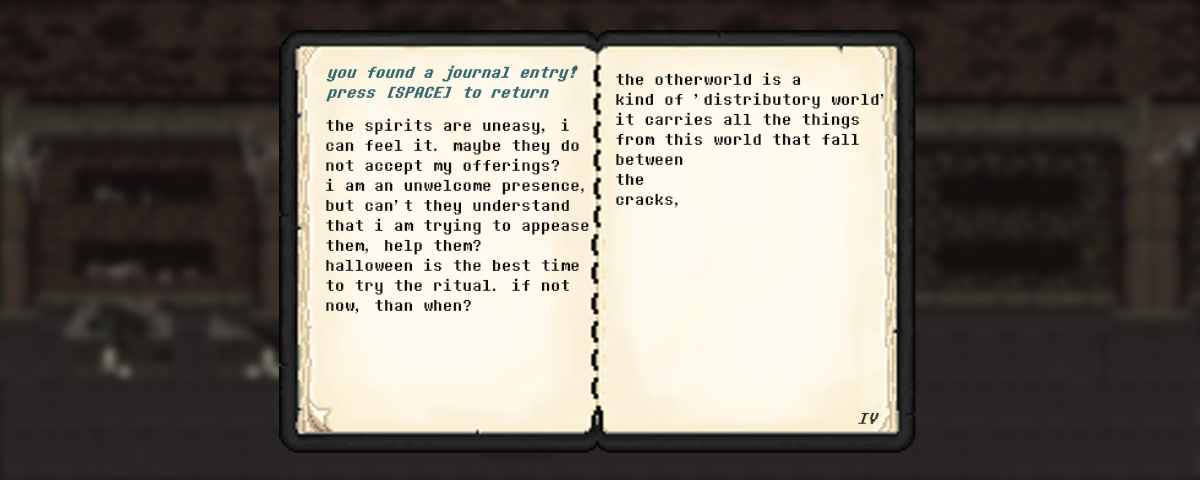 you found a journal entry!
press [SPACE] to return
the spirits are uneasy, i
can feel it. maybe they do
not accept my offerings?
i am an unwelcome presence,
but can't they understand
that i am trying to appease
them, help them?
halloween is the best time
to try the ritual. if not
now, than when?
the otherworld is a
kind of 'distributory world'
it carries all the things
from this world that fall
between
the
cracks,
IV